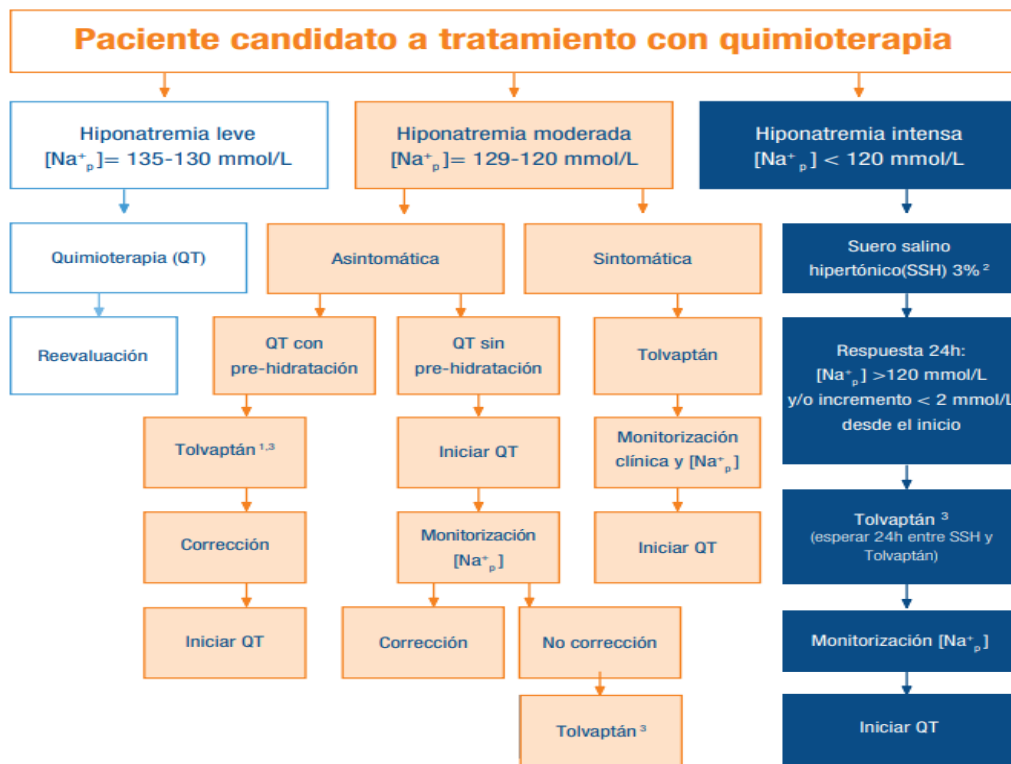 Paciente candidato a tratamiento con quimioterapia
Hiponatremia leve
[Na⁺ₚ]= 135-130 mmol/L
Hiponatremia moderada
[Na⁺ₚ]= 129-120 mmol/L
Hiponatremia intensa
[Na⁺ₚ] < 120 mmol/L
Quimioterapia (QT)
Asintomática
Sintomática
Suero salino
hipertónico(SSH) 3% ²
Reevaluación
QT con
pre-hidratación
QT sin
pre-hidratación
Tolvaptán
Respuesta 24h:
[Na⁺ₚ] >120 mmol/L
y/o incremento < 2 mmol/L
desde el inicio
Tolvaptán ¹,³
Iniciar QT
Monitorización
clínica y [Na⁺ₚ]
Tolvaptán ³
(esperar 24h entre SSH y
Tolvaptán)
Corrección
Monitorización
[Na⁺ₚ]
Iniciar QT
Iniciar QT
Corrección
No corrección
Monitorización [Na⁺ₚ]
Tolvaptán ³
Iniciar QT